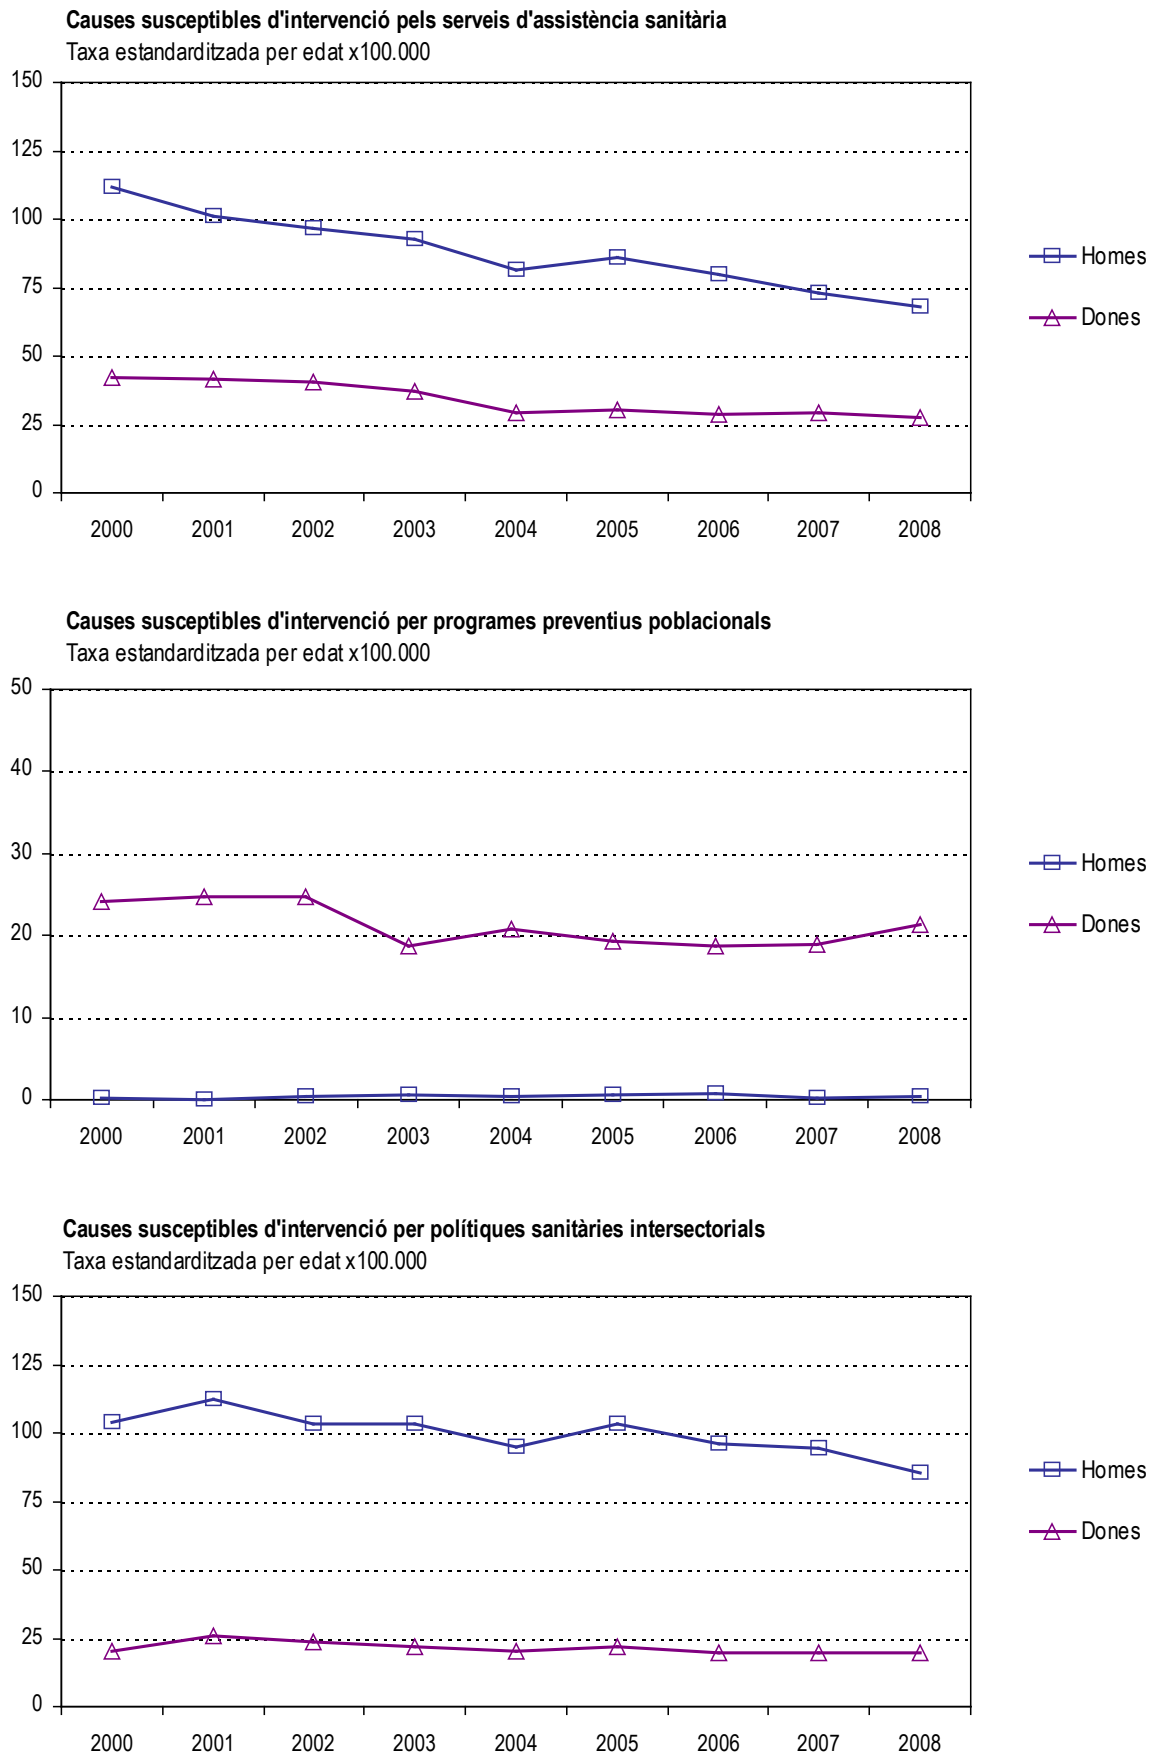 Causes susceptibles d'intervenció pels serveis d'assistència sanitària
Taxa estandarditzada per edat x100.000
150
125
100
75
50
25
0
2000 2001 2002 2003 2004 2005 2006 2007 2008
Homes
Dones
Causes susceptibles d'intervenció per programes preventius poblacionals
Taxa estandarditzada per edat x100.000
50
40
30
20
10
0
2000 2001 2002 2003 2004 2005 2006 2007 2008
Homes
Dones
Causes susceptibles d'intervenció per polítiques sanitàries intersectorials
Taxa estandarditzada per edat x100.000
150
125
100
75
50
25
0
2000 2001 2002 2003 2004 2005 2006 2007 2008
Homes
Dones